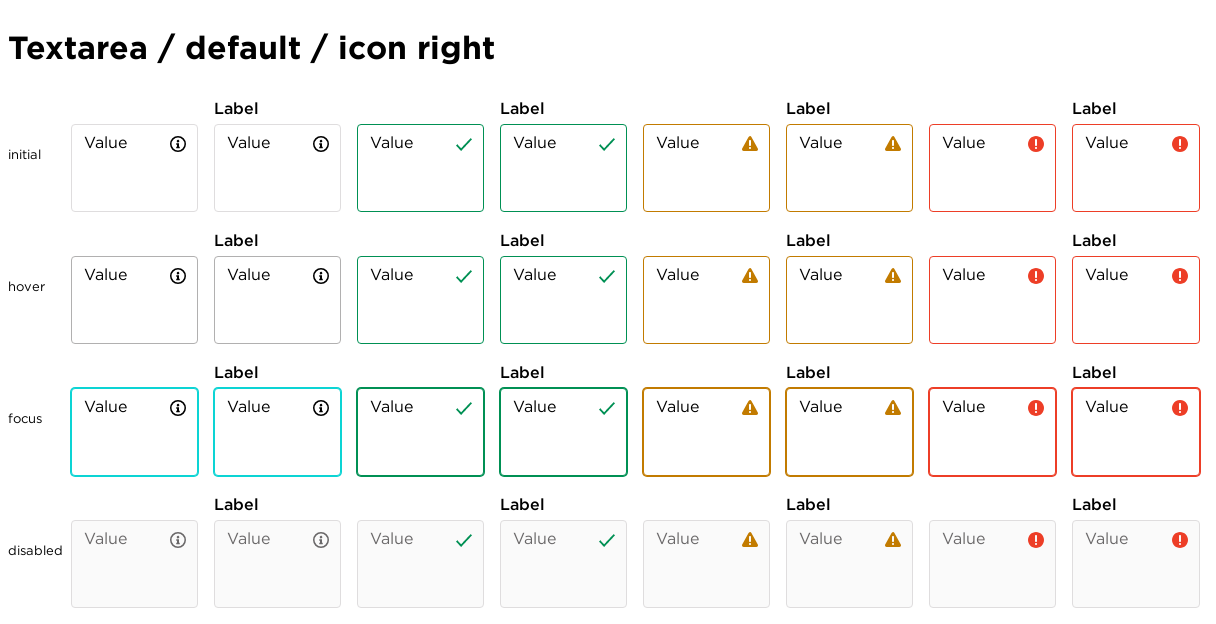 Textarea / default / icon right
Label Label Label Label
initial Value Value Value Value Value Value Value Value
Label Label Label Label
hover Value Value Value Value Value Value Value Value
Label Label Label Label
focus Value Value Value Value Value Value Value Value
Label Label Label Label
disabled Value Value Value Value Value Value Value Value